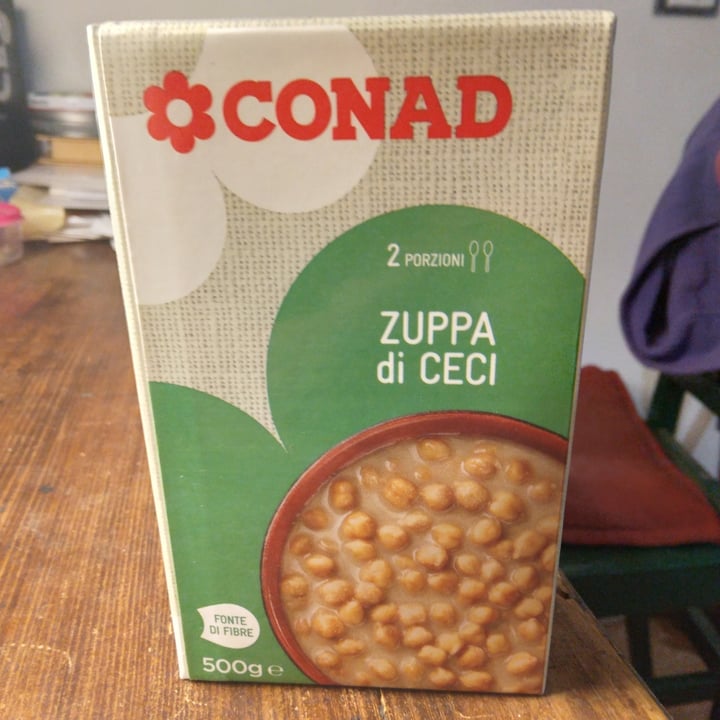 CONAD
2 PORZIONI
ZUPPA
di CECI
FONTE
DI FIBRE
500g e